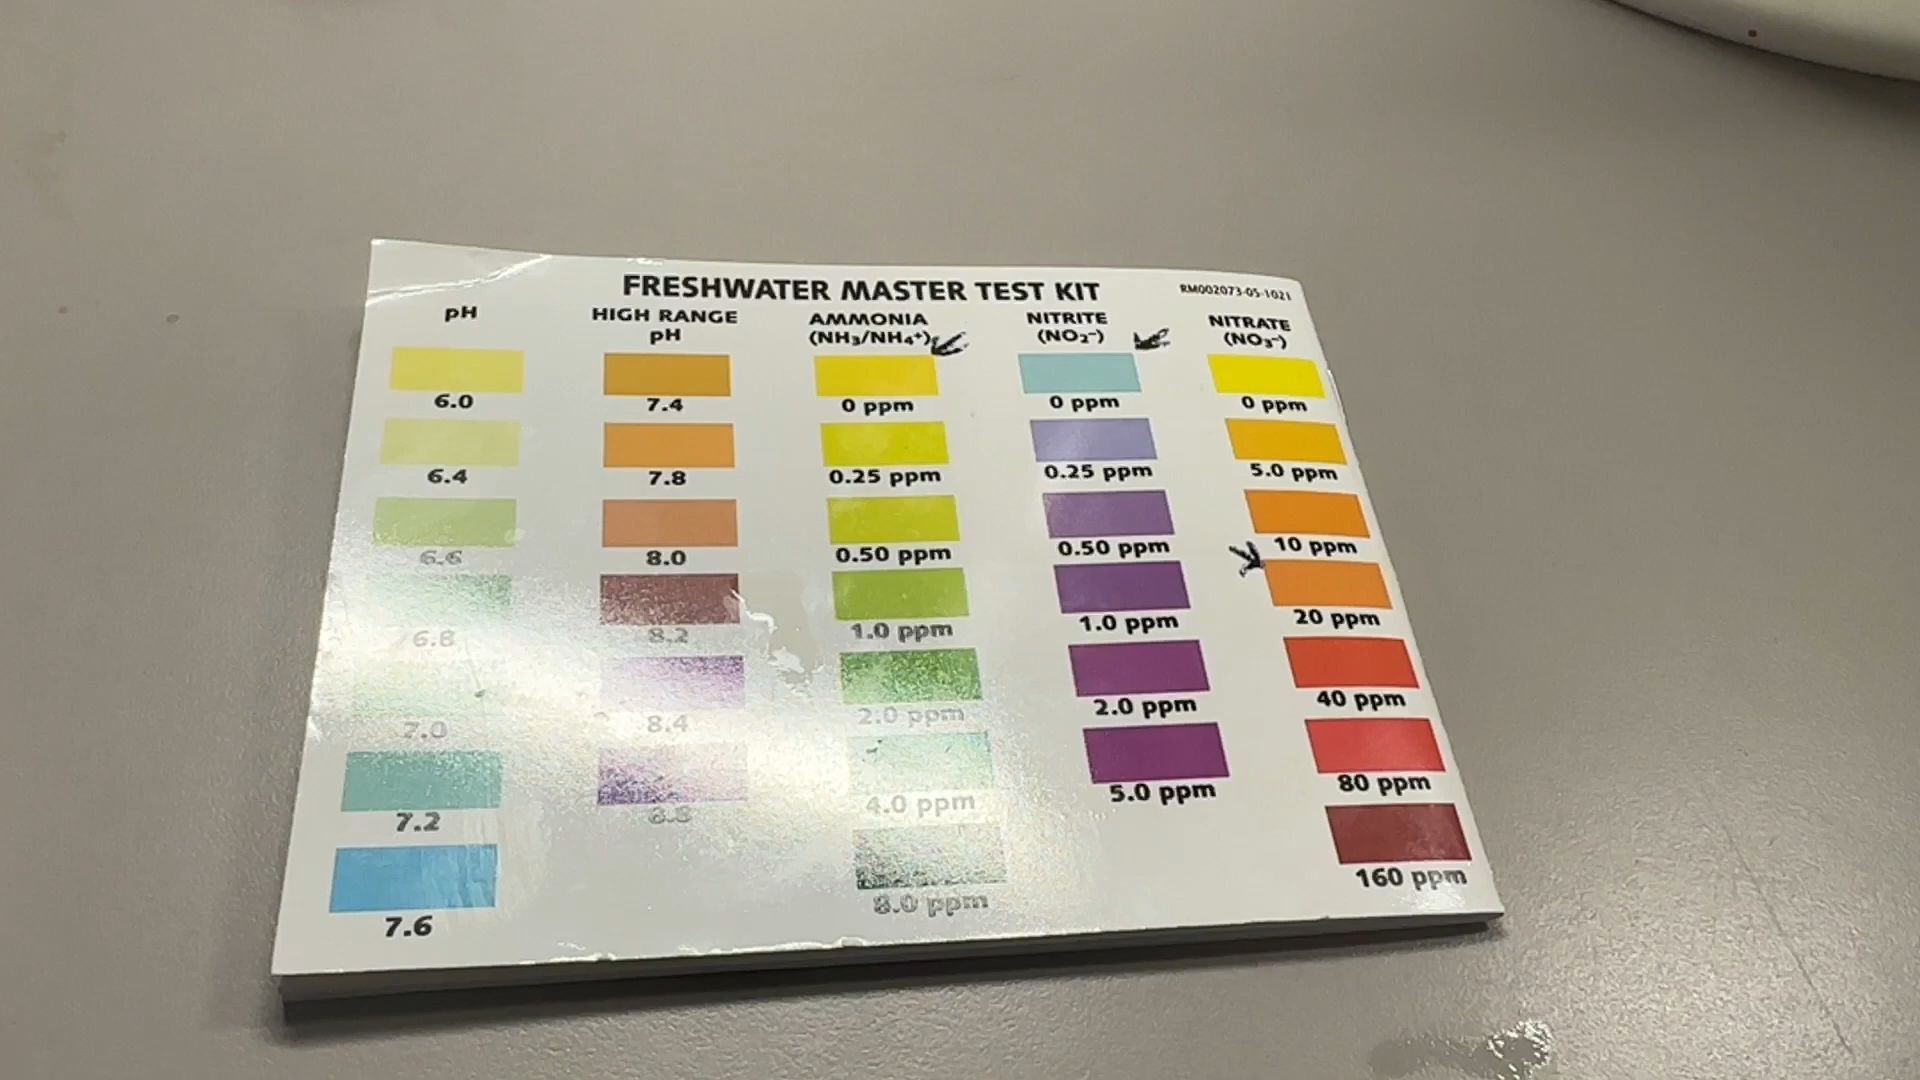 FRESHWATER MASTER TEST KIT
RM002073-05-1021
pH
6.0
6.4
6.6
6.8
7.0
7.2
7.6
HIGH RANGE
pH
7.4
7.8
8.0
8.2
8.4
8.8
AMMONIA
(NH₃/NH₄⁺)
0 ppm
0.25 ppm
0.50 ppm
1.0 ppm
2.0 ppm
4.0 ppm
8.0 ppm
NITRITE
(NO₂⁻)
0 ppm
0.25 ppm
0.50 ppm
1.0 ppm
2.0 ppm
5.0 ppm
NITRATE
(NO₃⁻)
0 ppm
5.0 ppm
10 ppm
20 ppm
40 ppm
80 ppm
160 ppm